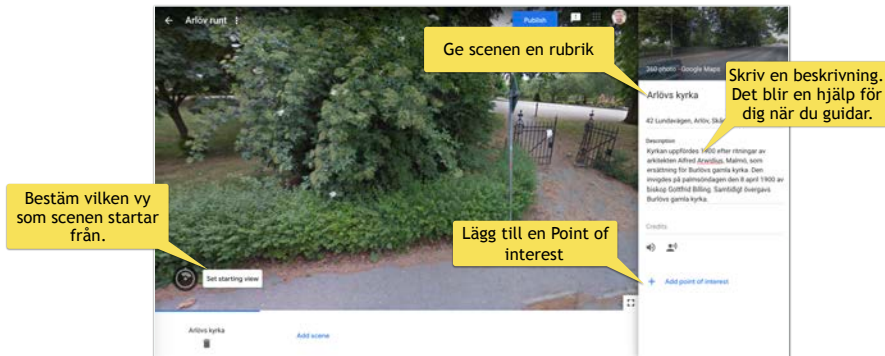 Arlöv runt
Publish
Ge scenen en rubrik
360 photo - Google Maps
Skriv en beskrivning.
Det blir en hjälp för
dig när du guidar.
Arlövs kyrka
42 Lundavägen, Arlöv, Skån
Description
Kyrkan uppfördes 1900 efter ritningar av
arkitekten Alfred Arwidius, Malmö, som
ersättning för Burlövs gamla kyrka. Den
invigdes på palmsöndagen den 8 april 1900 av
biskop Gottfrid Billing. Samtidigt övergavs
Burlövs gamla kyrka.
Bestäm vilken vy
som scenen startar
från.
Lägg till en Point of
interest
Credits
Set starting view
+ Add point of interest
Arlövs kyrka
Add scene